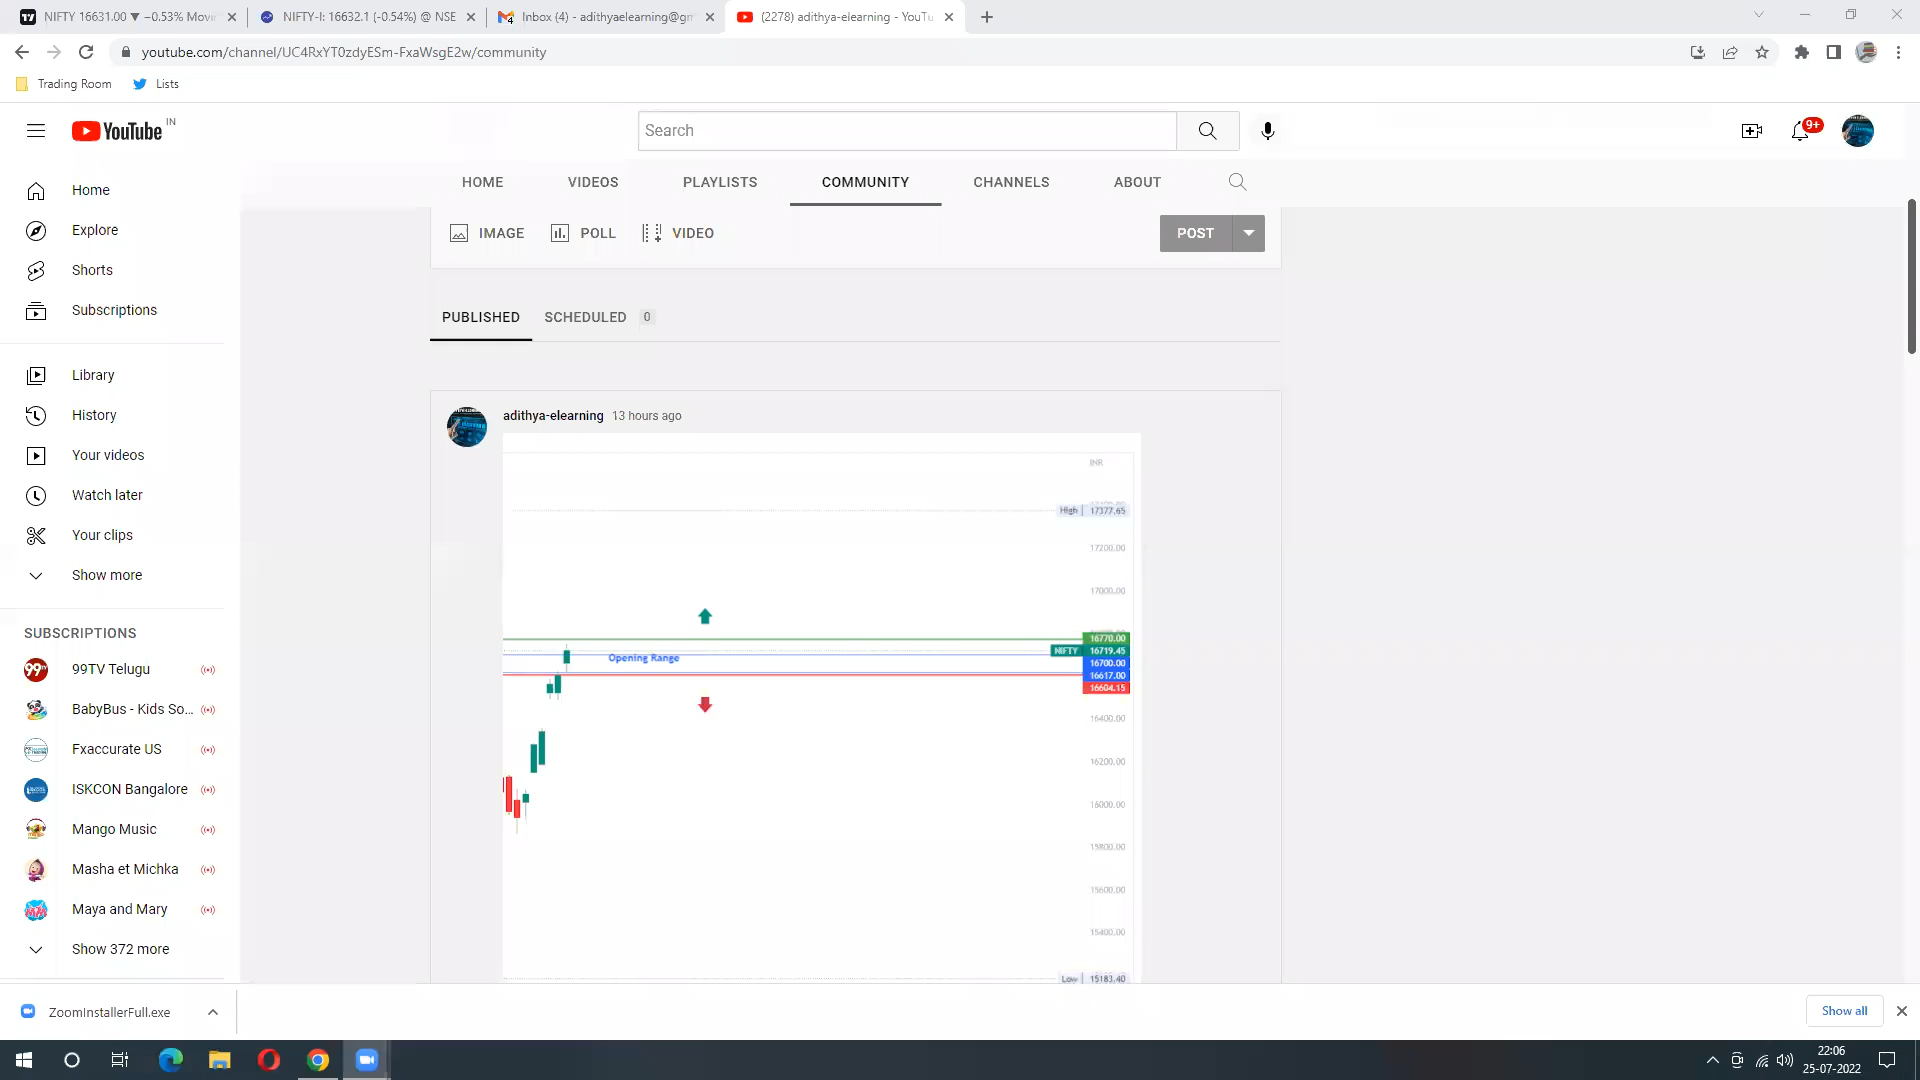 NIFTY 16631.00 ▼ −0.53% Movi
NIFTY-I: 16632.1 (-0.54%) @ NSE
Inbox (4) - adithyaelearning@gm
(2278) adithya-elearning - YouTu
youtube.com/channel/UC4RxYT0zdyESm-FxaWsgE2w/community
Trading Room
Lists
YouTube IN
Search
9+
HOME
VIDEOS
PLAYLISTS
COMMUNITY
CHANNELS
ABOUT
Home
Explore
Shorts
Subscriptions
Library
History
Your videos
Watch later
Your clips
Show more
SUBSCRIPTIONS
99TV Telugu
BabyBus - Kids So...
Fxaccurate US
ISKCON Bangalore
Mango Music
Masha et Michka
Maya and Mary
Show 372 more
IMAGE
POLL
VIDEO
POST
PUBLISHED
SCHEDULED 0
adithya-elearning 13 hours ago
INR
High 17377.65
17200.00
17000.00
16770.00
NIFTY 16719.45
Opening Range
16700.00
16617.00
16604.15
16400.00
16200.00
16000.00
15800.00
15600.00
15400.00
Low 15183.40
ZoomInstallerFull.exe
Show all
22:06
25-07-2022